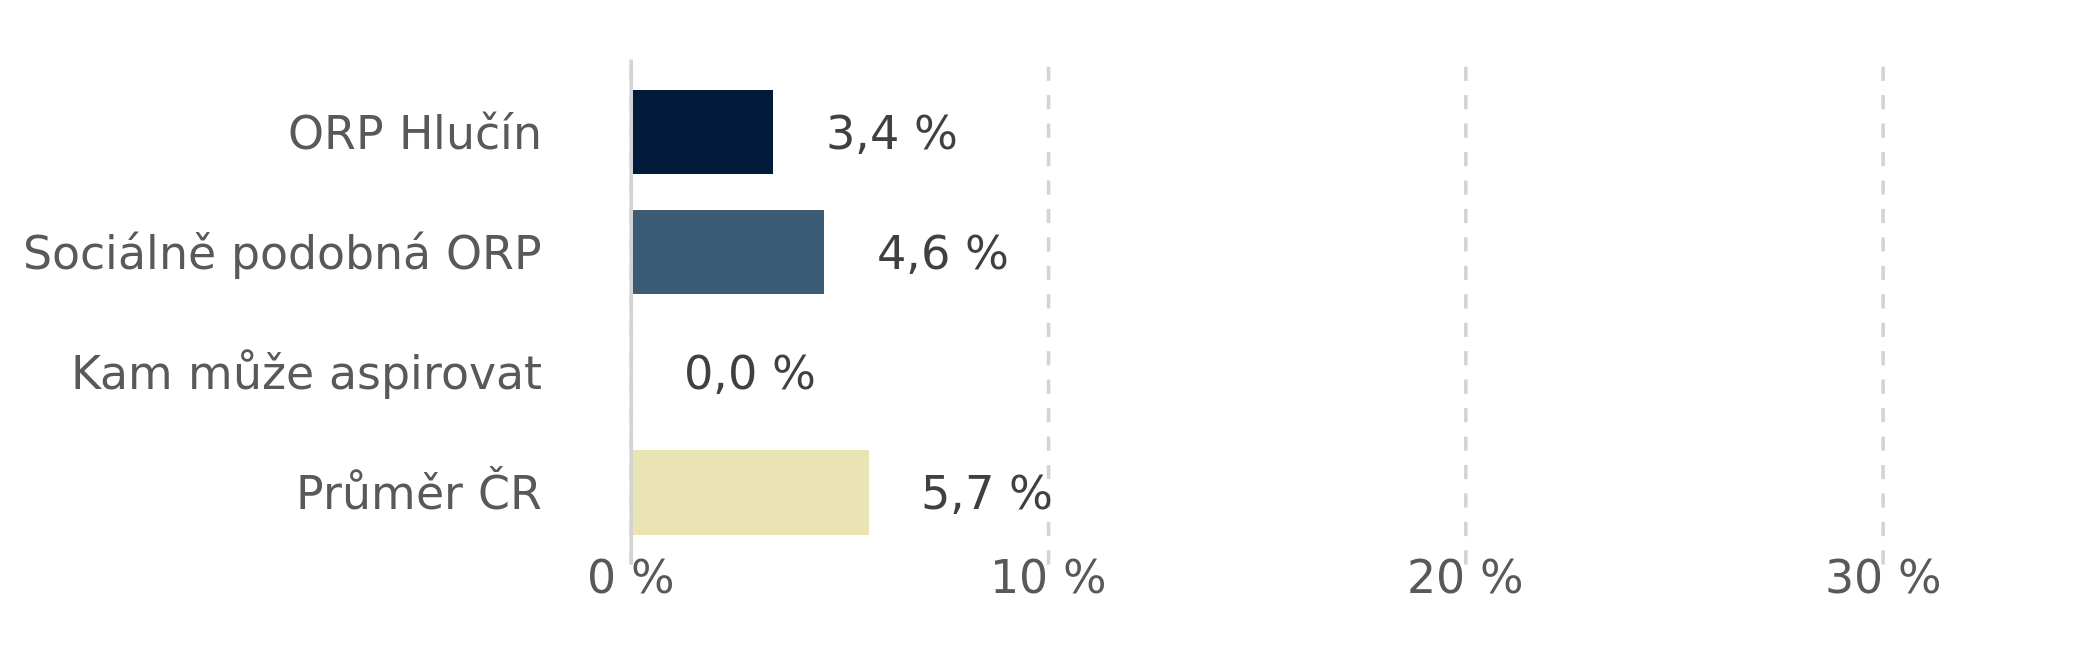 ORP Hlučín 3,4 %
Sociálně podobná ORP 4,6 %
Kam může aspirovat 0,0 %
Průměr ČR 5,7 %
0 % 10 % 20 % 30 %